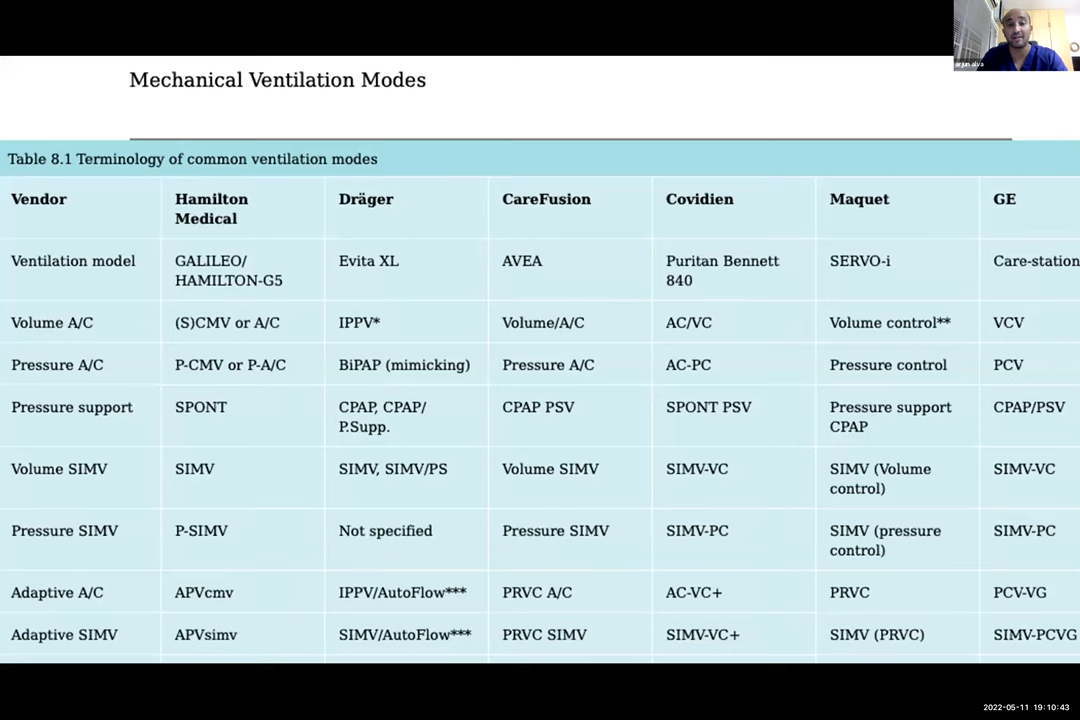 arjun alva
Mechanical Ventilation Modes
Table 8.1 Terminology of common ventilation modes
Vendor Hamilton Medical Dräger CareFusion Covidien Maquet GE
Ventilation model GALILEO/ HAMILTON-G5 Evita XL AVEA Puritan Bennett 840 SERVO-i Care-station
Volume A/C (S)CMV or A/C IPPV* Volume/A/C AC/VC Volume control** VCV
Pressure A/C P-CMV or P-A/C BiPAP (mimicking) Pressure A/C AC-PC Pressure control PCV
Pressure support SPONT CPAP, CPAP/ P.Supp. CPAP PSV SPONT PSV Pressure support CPAP CPAP/PSV
Volume SIMV SIMV SIMV, SIMV/PS Volume SIMV SIMV-VC SIMV (Volume control) SIMV-VC
Pressure SIMV P-SIMV Not specified Pressure SIMV SIMV-PC SIMV (pressure control) SIMV-PC
Adaptive A/C APVcmv IPPV/AutoFlow*** PRVC A/C AC-VC+ PRVC PCV-VG
Adaptive SIMV APVsimv SIMV/AutoFlow*** PRVC SIMV SIMV-VC+ SIMV (PRVC) SIMV-PCVG
2022-05-11 19:10:43